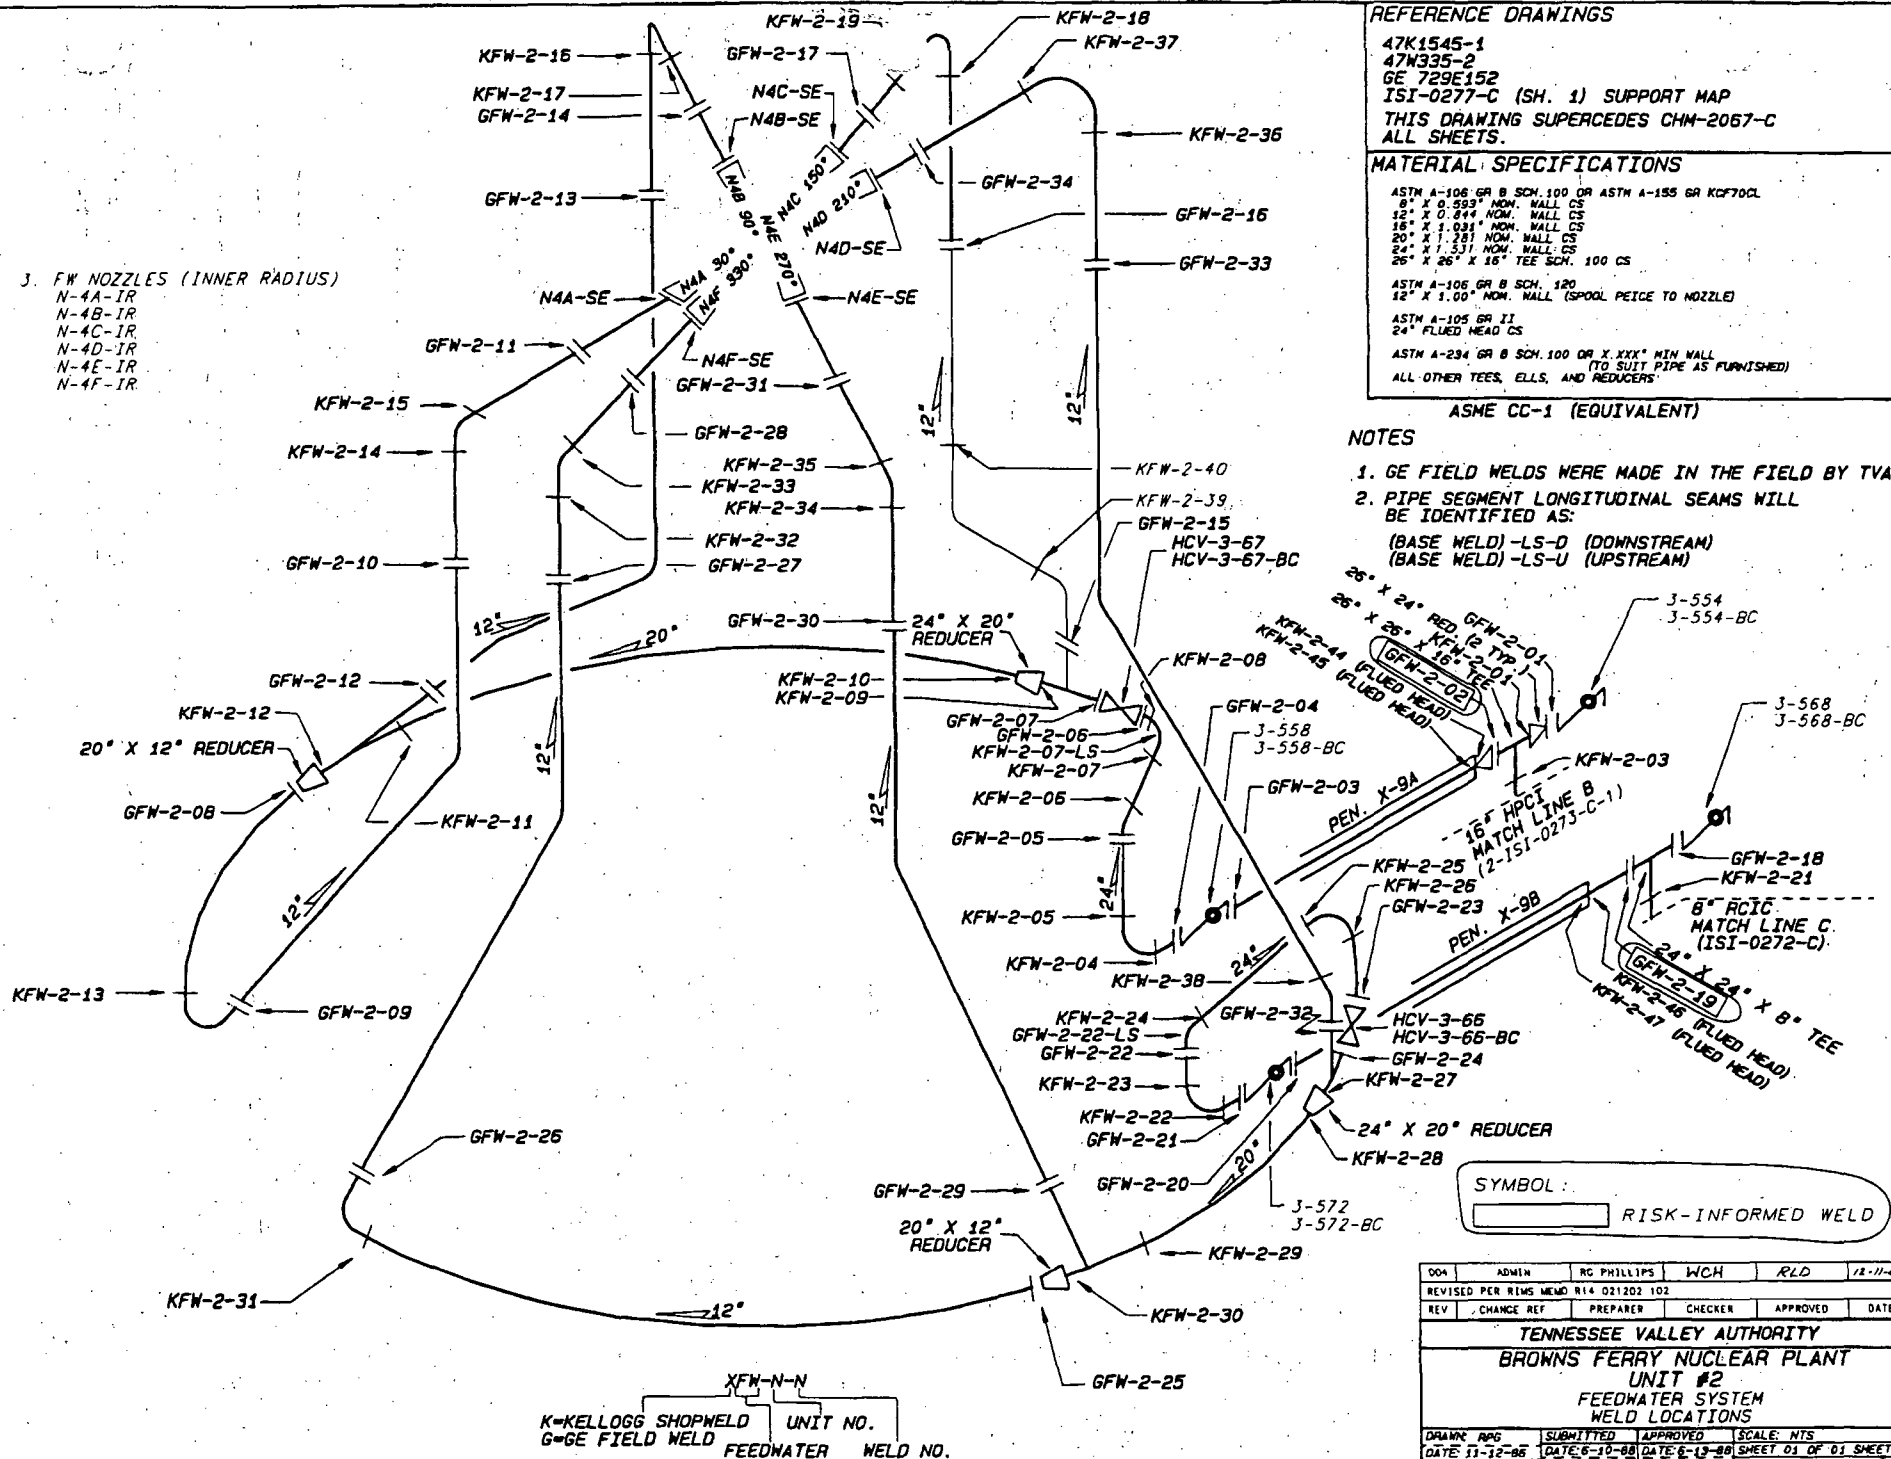 KFW-2-19
KFW-2-18
KFW-2-16
GFW-2-17
KFW-2-37
KFW-2-17
N4C-SE
GFW-2-14
N4B-SE
KFW-2-36
GFW-2-34
GFW-2-13
N4B 90°
N4C 150°
N4D 210°
GFW-2-16
N4E 270°
N4D-SE
GFW-2-33
N4A 30°
N4F 330°
N4A-SE
N4E-SE
3. FW NOZZLES (INNER RADIUS)
N-4A-IR
N-4B-IR
N-4C-IR
N-4D-IR
N-4E-IR
N-4F-IR
GFW-2-11
N4F-SE
GFW-2-31
KFW-2-15
12"
12"
GFW-2-28
KFW-2-14
KFW-2-35
KFW-2-40
KFW-2-33
KFW-2-39
KFW-2-34
GFW-2-15
HCV-3-67
HCV-3-67-BC
KFW-2-32
GFW-2-10
GFW-2-27
12"
20"
GFW-2-30
24" X 20"
REDUCER
KFW-2-08
GFW-2-12
KFW-2-10
KFW-2-09
KFW-2-12
20" X 12" REDUCER
GFW-2-07
GFW-2-06
KFW-2-07-LS
KFW-2-07
GFW-2-04
3-558
3-558-BC
12"
GFW-2-08
KFW-2-11
12"
KFW-2-06
GFW-2-03
GFW-2-05
12"
24"
KFW-2-05
KFW-2-04
KFW-2-13
GFW-2-09
26" X 24" RED (2 TYP)
26" X 26" X 16" TEE
GFW-2-01
KFW-2-01
GFW-2-02
KFW-2-44 (FLUED HEAD)
KFW-2-45 (FLUED HEAD)
3-554
3-554-BC
3-568
3-568-BC
KFW-2-03
PEN. X-9A
16" HPCI
MATCH LINE B
(2-ISI-0273-C-1)
KFW-2-25
KFW-2-26
GFW-2-23
GFW-2-18
KFW-2-21
8" RCIC
MATCH LINE C
(ISI-0272-C)
PEN. X-9B
24" X 24" X 8" TEE
GFW-2-19
KFW-2-46 (FLUED HEAD)
KFW-2-47 (FLUED HEAD)
24"
KFW-2-38
KFW-2-24
GFW-2-32
GFW-2-22-LS
GFW-2-22
HCV-3-66
HCV-3-66-BC
GFW-2-24
KFW-2-23
KFW-2-27
KFW-2-22
GFW-2-21
24" X 20" REDUCER
KFW-2-28
GFW-2-26
20"
GFW-2-29
GFW-2-20
3-572
3-572-BC
20" X 12"
REDUCER
KFW-2-29
KFW-2-31
12"
KFW-2-30
GFW-2-25
XFW-N-N
K=KELLOGG SHOPWELD
G=GE FIELD WELD
FEEDWATER
UNIT NO.
WELD NO.
REFERENCE DRAWINGS
47K1545-1
47W335-2
GE 729E152
ISI-0277-C (SH. 1) SUPPORT MAP
THIS DRAWING SUPERCEDES CHM-2067-C
ALL SHEETS.
MATERIAL SPECIFICATIONS
ASTM A-106 GR B SCH. 100 OR ASTM A-155 GR KCF70CL
8" X 0.593" NOM. WALL CS
12" X 0.844 NOM. WALL CS
16" X 1.031" NOM. WALL CS
20" X 1.281 NOM. WALL CS
24" X 1.531 NOM. WALL CS
26" X 26" X 16" TEE SCH. 100 CS
ASTM A-106 GR B SCH. 120
12" X 1.00" NOM. WALL (SPOOL PEICE TO NOZZLE)
ASTM A-105 GR II
24" FLUED HEAD CS
ASTM A-234 GR B SCH. 100 OR X.XXX" MIN WALL
(TO SUIT PIPE AS FURNISHED)
ALL OTHER TEES, ELLS, AND REDUCERS
ASME CC-1 (EQUIVALENT)
NOTES
1. GE FIELD WELDS WERE MADE IN THE FIELD BY TVA
2. PIPE SEGMENT LONGITUDINAL SEAMS WILL
BE IDENTIFIED AS:
(BASE WELD)-LS-D (DOWNSTREAM)
(BASE WELD)-LS-U (UPSTREAM)
SYMBOL:
RISK-INFORMED WELD
004 ADMIN RC PHILLIPS WCH RLD
REVISED PER RIMS MEMO R14 021202 102
REV CHANGE REF PREPARER CHECKER APPROVED DATE
TENNESSEE VALLEY AUTHORITY
BROWNS FERRY NUCLEAR PLANT
UNIT #2
FEEDWATER SYSTEM
WELD LOCATIONS
DRAWN: RPG SUBMITTED APPROVED SCALE: NTS
DATE 11-12-86 DATE:6-10-88 DATE:6-13-88 SHEET 01 OF 01 SHEET